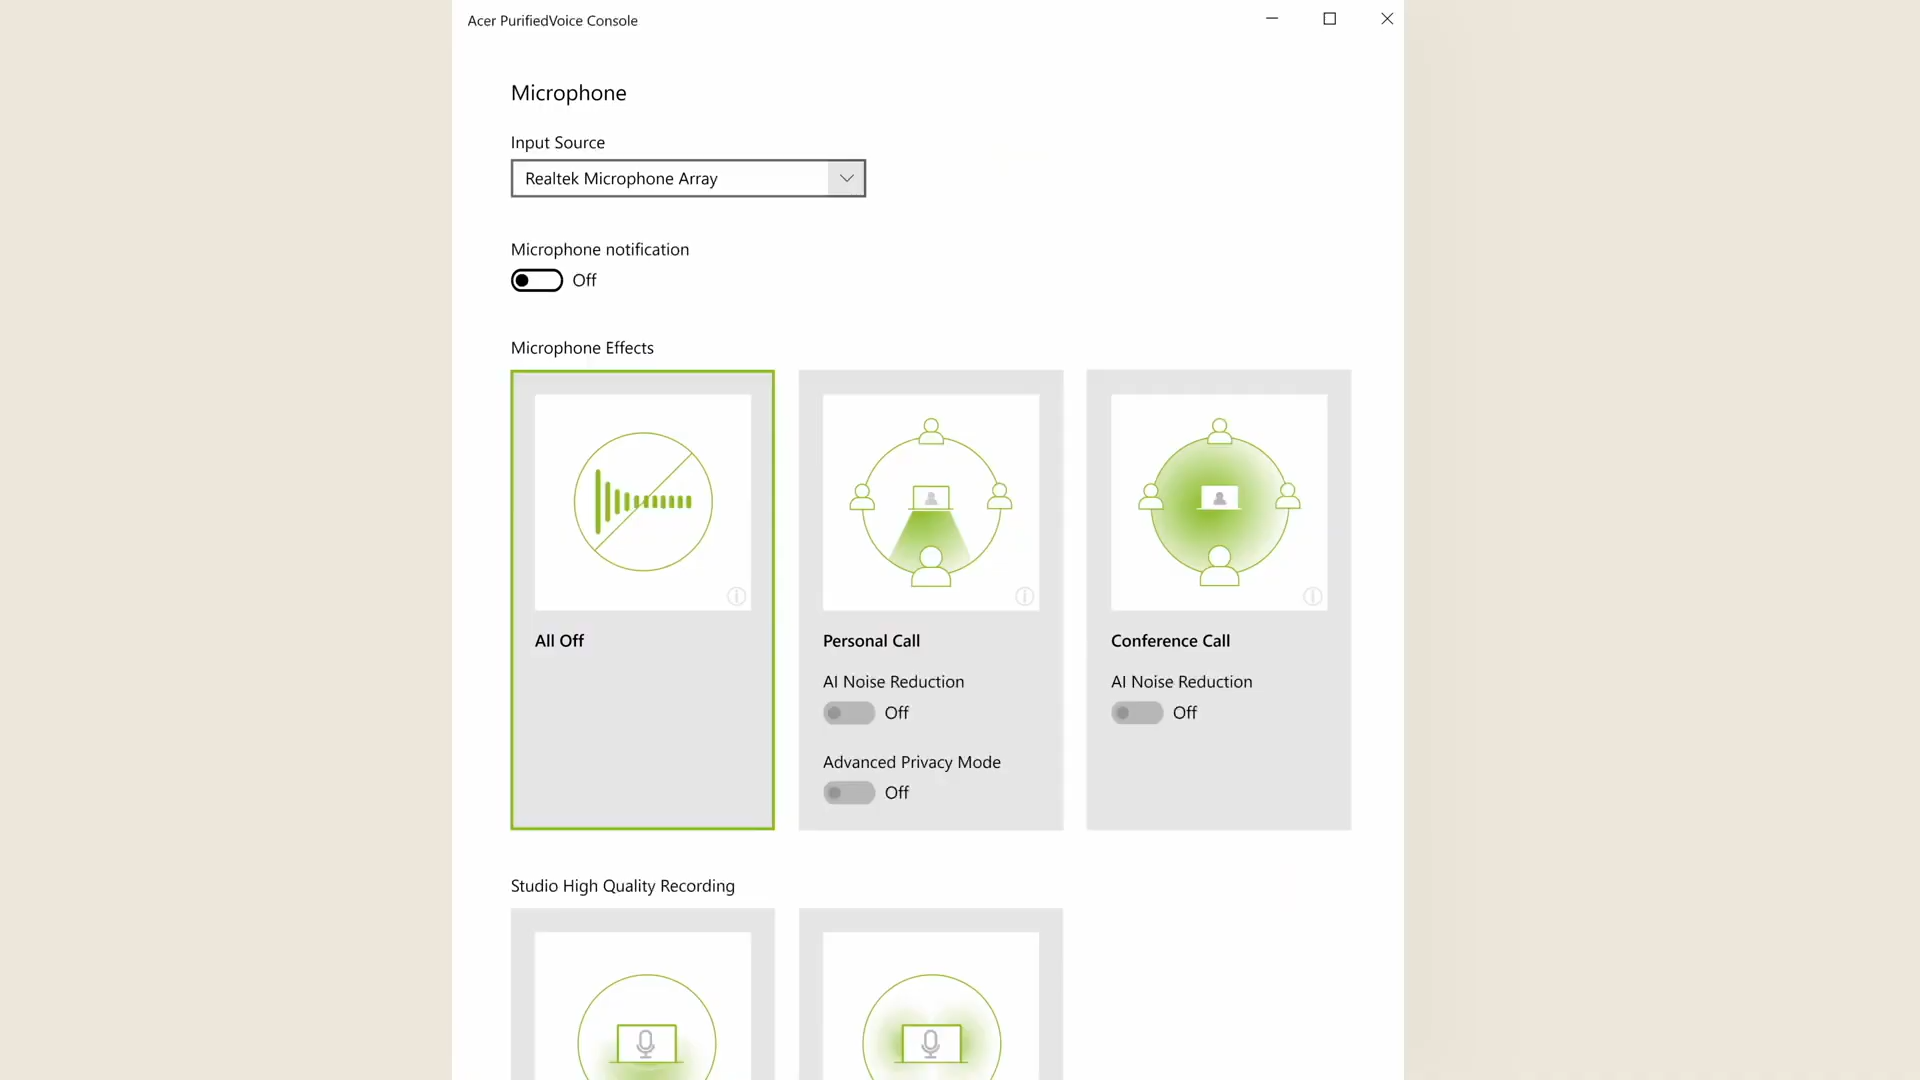 Acer PurifiedVoice Console
Microphone
Input Source
Realtek Microphone Array
Microphone notification
Off
Microphone Effects
All Off
Personal Call
AI Noise Reduction
Off
Advanced Privacy Mode
Off
Conference Call
AI Noise Reduction
Off
Studio High Quality Recording